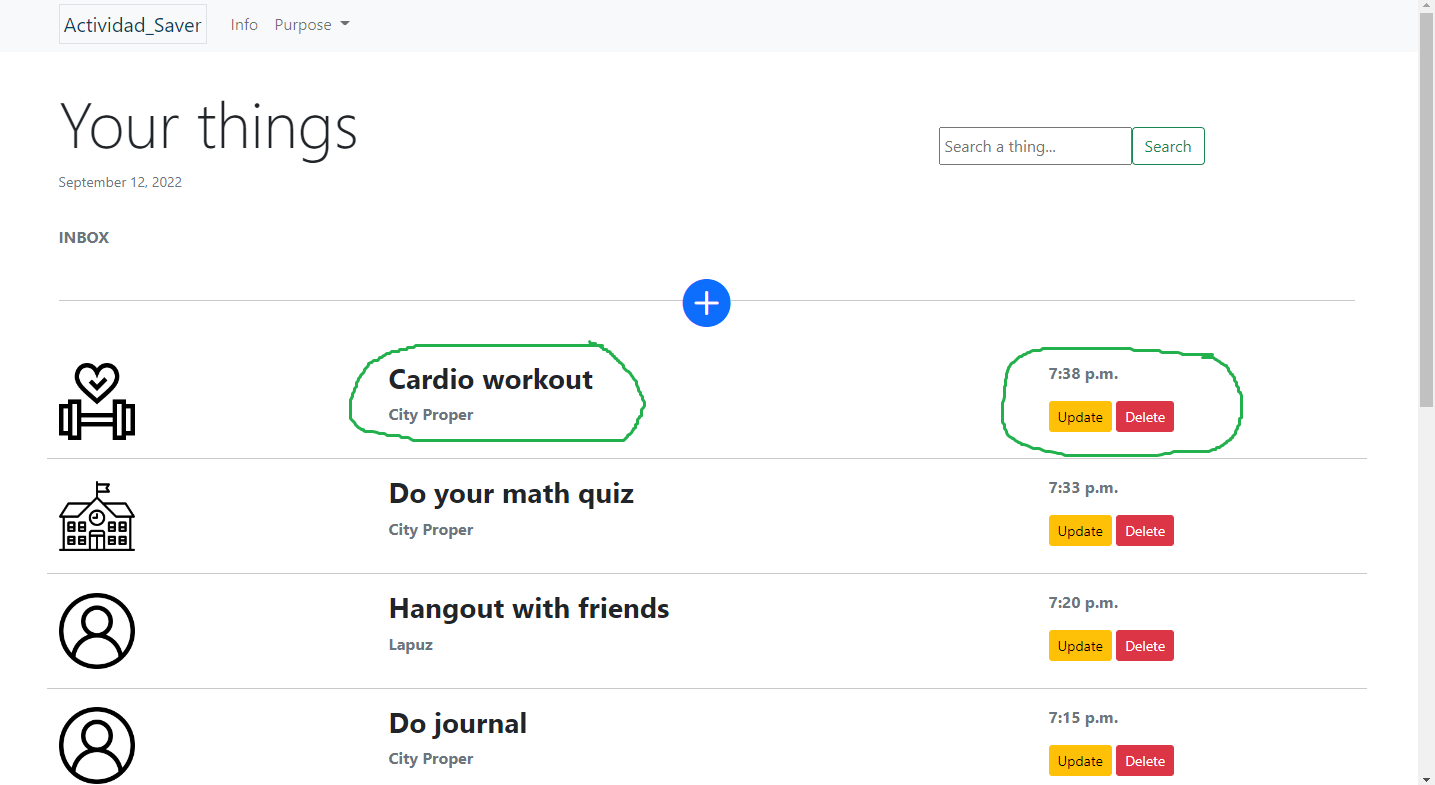 Actividad_Saver Info Purpose
Your things
Search a thing... Search
September 12, 2022
INBOX
Cardio workout 7:38 p.m.
City Proper Update Delete
Do your math quiz 7:33 p.m.
City Proper Update Delete
Hangout with friends 7:20 p.m.
Lapuz Update Delete
Do journal 7:15 p.m.
City Proper Update Delete